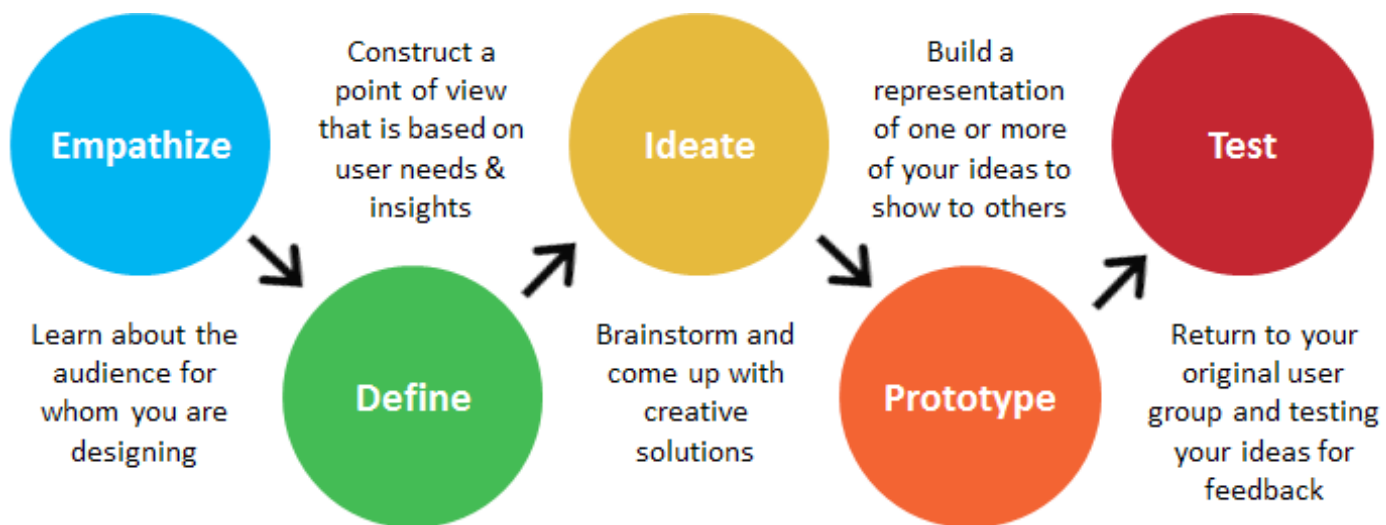 Empathize
Learn about the
audience for
whom you are
designing
Construct a
point of view
that is based on
user needs &
insights
Define
Ideate
Brainstorm and
come up with
creative
solutions
Build a
representation
of one or more
of your ideas to
show to others
Prototype
Test
Return to your
original user
group and testing
your ideas for
feedback